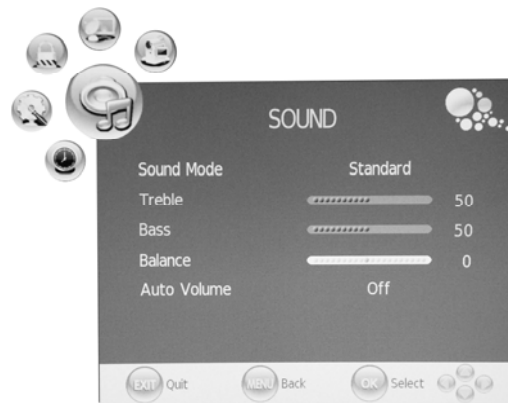 SOUND
Sound Mode Standard
Treble 50
Bass 50
Balance 0
Auto Volume Off
EXIT Quit MENU Back OK Select